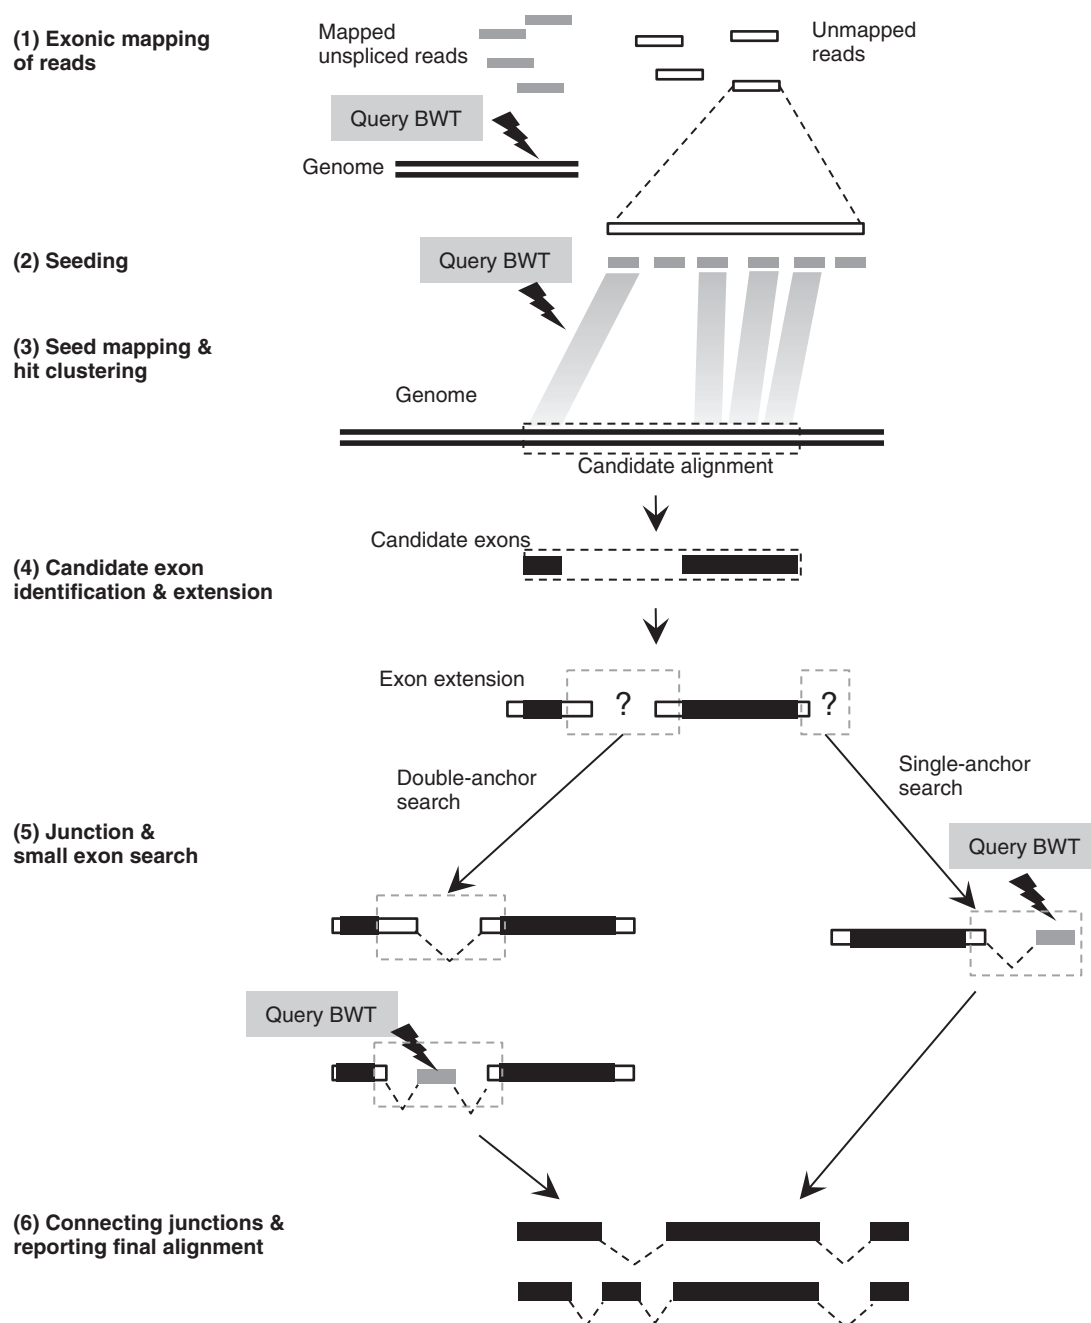 (1) Exonic mapping
of reads
Mapped
unspliced reads
Unmapped
reads
Query BWT
Genome
(2) Seeding
Query BWT
(3) Seed mapping &
hit clustering
Genome
Candidate alignment
Candidate exons
(4) Candidate exon
identification & extension
Exon extension
?
?
Double-anchor
search
Single-anchor
search
(5) Junction &
small exon search
Query BWT
Query BWT
(6) Connecting junctions &
reporting final alignment